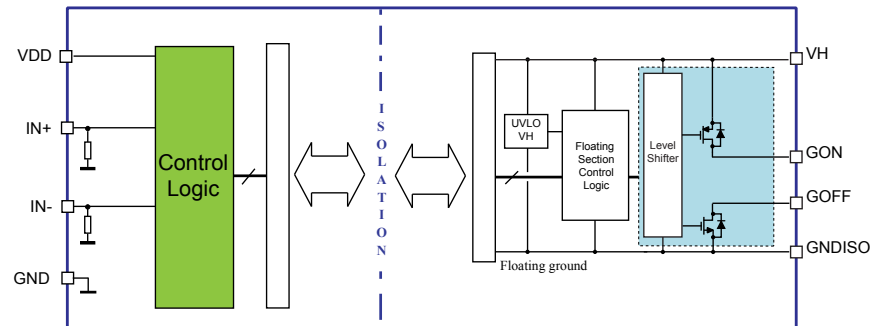 VDD
IN+
IN-
GND
Control
Logic
ISOLATION
UVLO
VH
Floating
Section
Control
Logic
Level
Shifter
Floating ground
VH
GON
GOFF
GNDISO